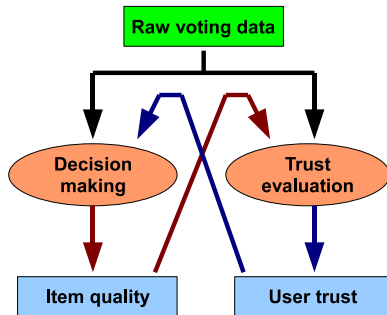 Raw voting data
Decision
making
Trust
evaluation
Item quality
User trust